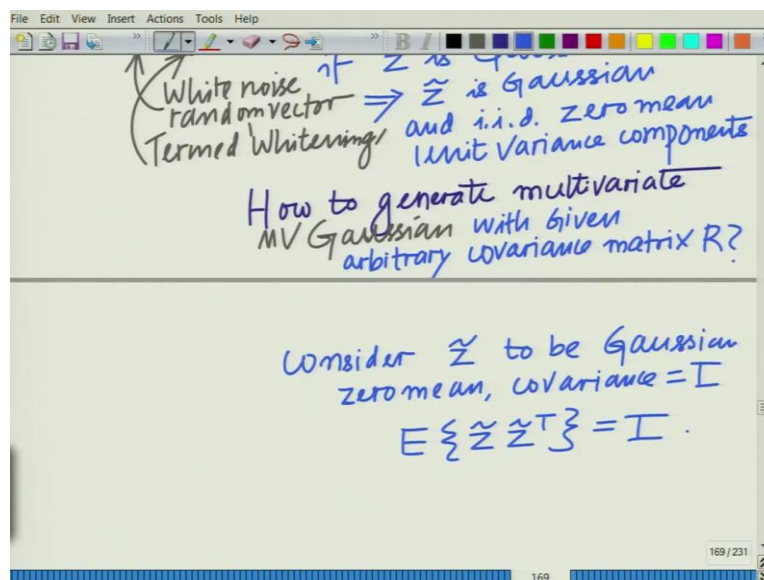 File Edit View Insert Actions Tools Help
» » B I
if z is
White noise
random vector ⇒ z̃ is Gaussian
Termed Whitening and i.i.d. zero mean
Unit Variance components
How to generate multivariate
MV Gaussian with Given
arbitrary covariance matrix R?
Consider z̃ to be Gaussian
zero mean, covariance = I
E{z̃ z̃ᵀ} = I.
169 / 231
169